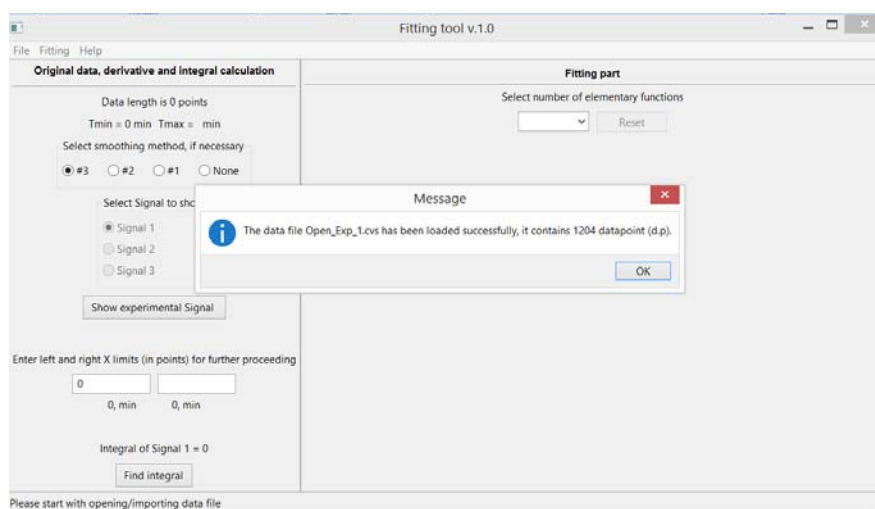 Fitting tool v.1.0
File Fitting Help
Original data, derivative and integral calculation
Fitting part
Data length is 0 points
Select number of elementary functions
Tmin = 0 min Tmax = min
Reset
Select smoothing method, if necessary
#3 #2 #1 None
Message
Select Signal to sho
Signal 1
The data file Open_Exp_1.cvs has been loaded successfully, it contains 1204 datapoint (d.p).
Signal 2
Signal 3
OK
Show experimental Signal
Enter left and right X limits (in points) for further proceeding
0
0, min 0, min
Integral of Signal 1 = 0
Find integral
Please start with opening/importing data file